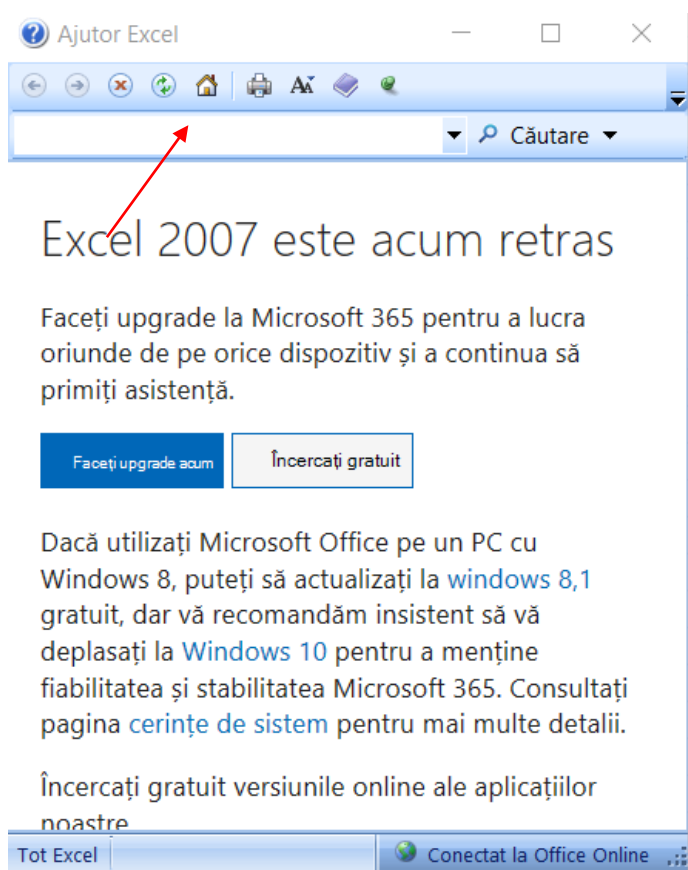 Ajutor Excel
Căutare
Excel 2007 este acum retras
Faceți upgrade la Microsoft 365 pentru a lucra
oriunde de pe orice dispozitiv și a continua să
primiți asistență.
Faceți upgrade acum
Încercați gratuit
Dacă utilizați Microsoft Office pe un PC cu
Windows 8, puteți să actualizați la windows 8,1
gratuit, dar vă recomandăm insistent să vă
deplasați la Windows 10 pentru a menține
fiabilitatea și stabilitatea Microsoft 365. Consultați
pagina cerințe de sistem pentru mai multe detalii.
Încercați gratuit versiunile online ale aplicațiilor
noastre
Tot Excel
Conectat la Office Online